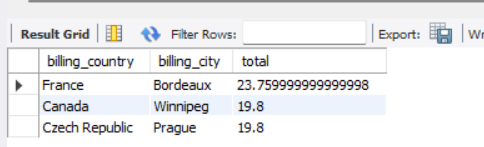 Result Grid Filter Rows: Export: Wr
billing_country billing_city total
France Bordeaux 23.759999999999998
Canada Winnipeg 19.8
Czech Republic Prague 19.8